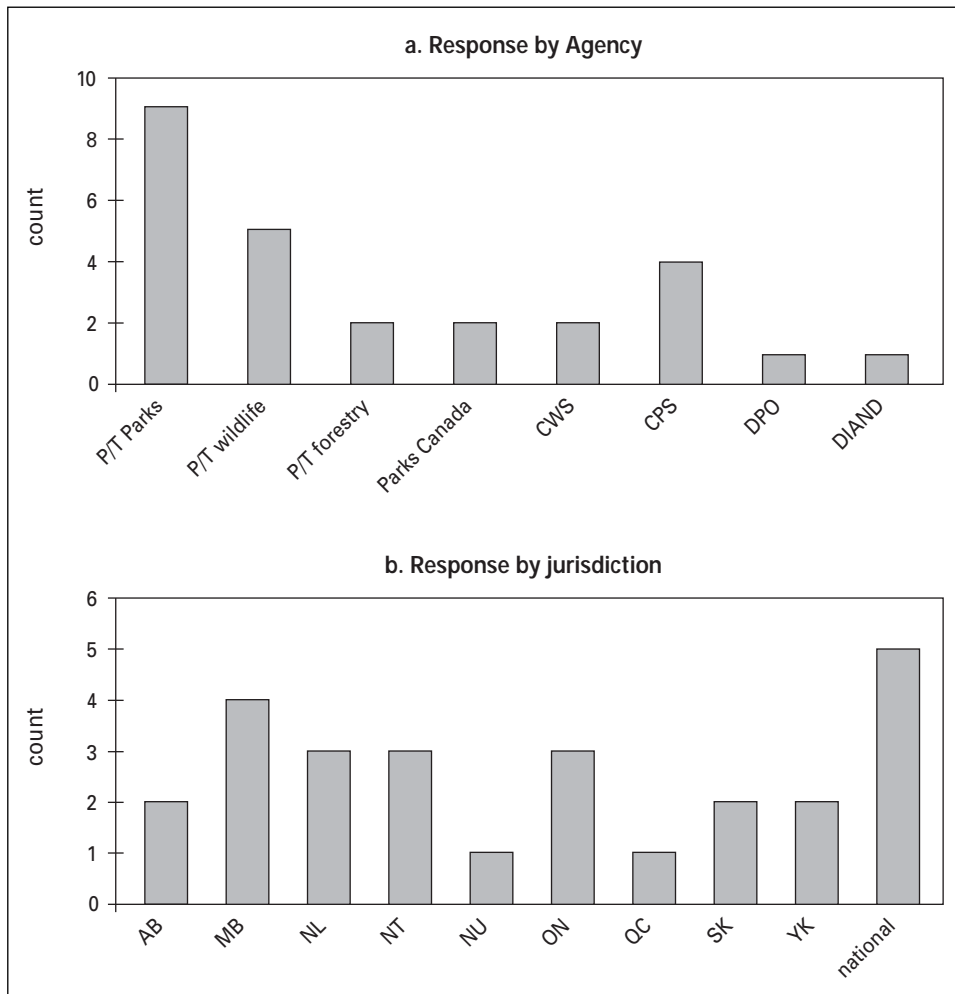 a. Response by Agency
10
8
6
4
2
0
count
P/T Parks
P/T wildlife
P/T forestry
Parks Canada
CWS
CPS
DPO
DIAND
b. Response by jurisdiction
6
5
4
3
2
1
0
count
AB
MB
NL
NT
NU
ON
QC
SK
YK
national